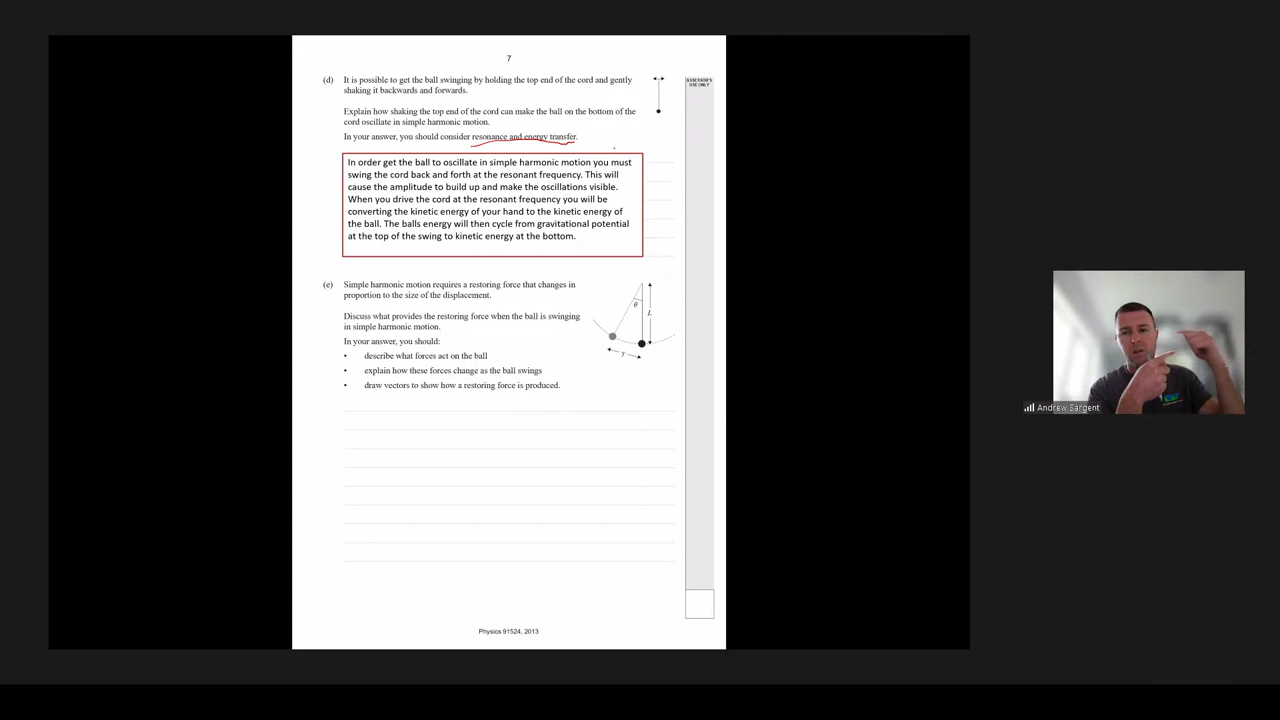 7
(d) It is possible to get the ball swinging by holding the top end of the cord and gently
shaking it backwards and forwards.
Explain how shaking the top end of the cord can make the ball on the bottom of the
cord oscillate in simple harmonic motion.
In your answer, you should consider resonance and energy transfer.
ASSESSOR'S
USE ONLY
In order get the ball to oscillate in simple harmonic motion you must
swing the cord back and forth at the resonant frequency. This will
cause the amplitude to build up and make the oscillations visible.
When you drive the cord at the resonant frequency you will be
converting the kinetic energy of your hand to the kinetic energy of
the ball. The balls energy will then cycle from gravitational potential
at the top of the swing to kinetic energy at the bottom.
(e) Simple harmonic motion requires a restoring force that changes in
proportion to the size of the displacement.
Discuss what provides the restoring force when the ball is swinging
in simple harmonic motion.
In your answer, you should:
• describe what forces act on the ball
• explain how these forces change as the ball swings
• draw vectors to show how a restoring force is produced.
θ
L
y
Physics 91524, 2013
Andrew Sargent